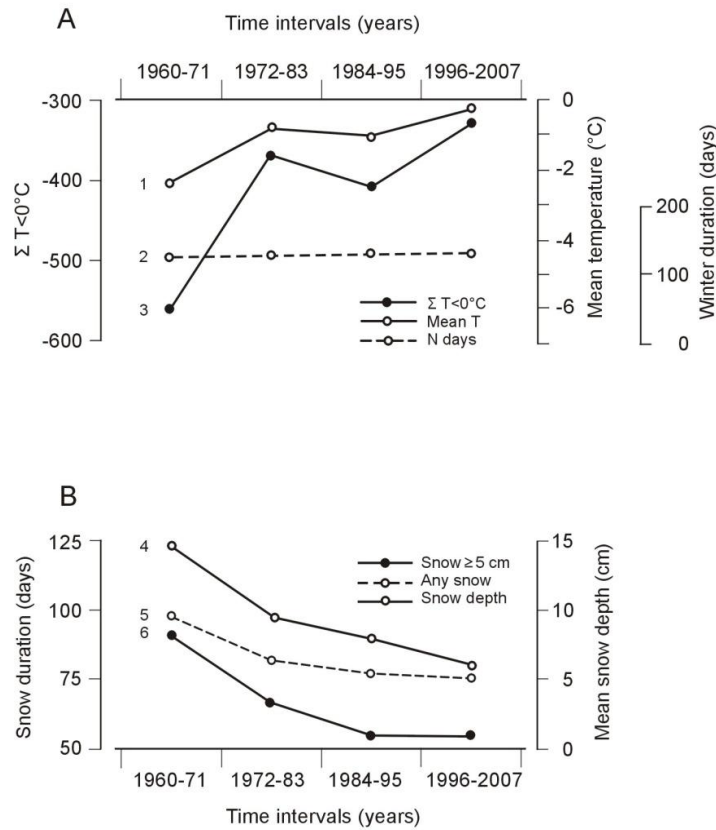 A
Time intervals (years)
1960-71 1972-83 1984-95 1996-2007
-300
-400
-500
-600
Σ T<0°C
1
2
3
Σ T<0°C
Mean T
N days
0
-2
-4
-6
Mean temperature (°C)
200
100
0
Winter duration (days)
B
125
100
75
50
Snow duration (days)
4
5
6
Snow ≥ 5 cm
Any snow
Snow depth
15
10
5
0
Mean snow depth (cm)
1960-71 1972-83 1984-95 1996-2007
Time intervals (years)